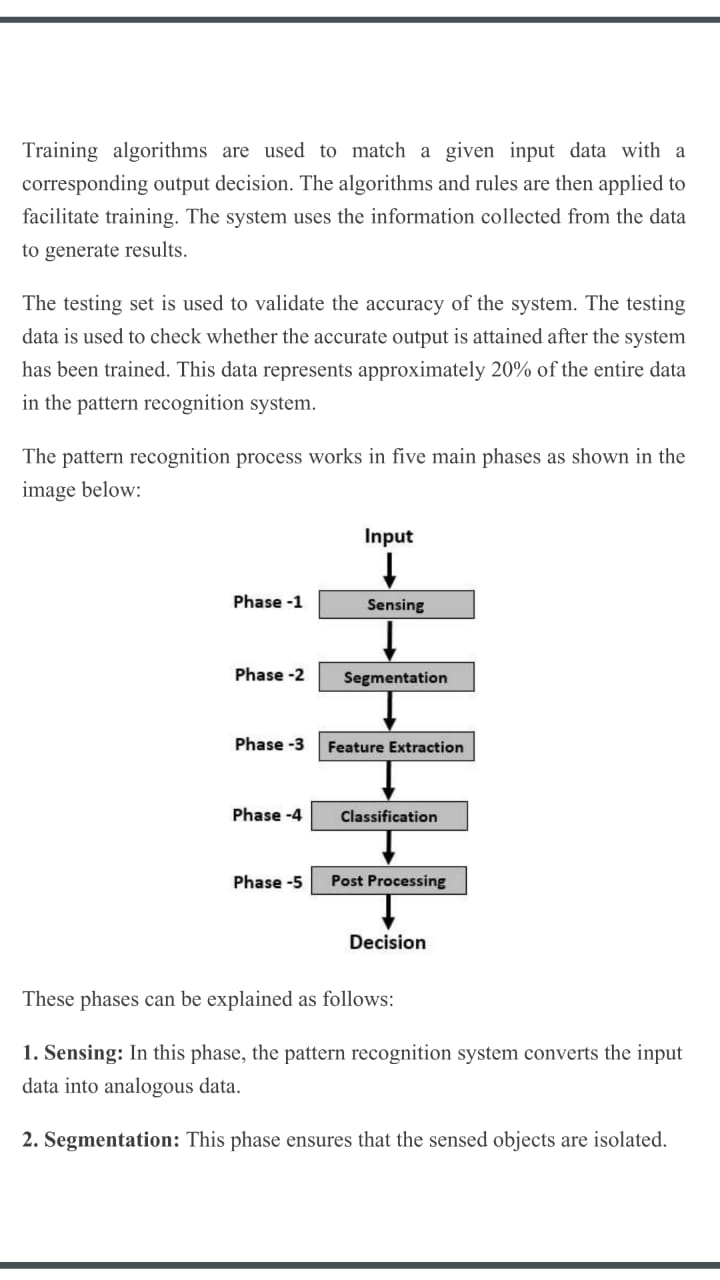 Training algorithms are used to match a given input data with a
corresponding output decision. The algorithms and rules are then applied to
facilitate training. The system uses the information collected from the data
to generate results.
The testing set is used to validate the accuracy of the system. The testing
data is used to check whether the accurate output is attained after the system
has been trained. This data represents approximately 20% of the entire data
in the pattern recognition system.
The pattern recognition process works in five main phases as shown in the
image below:
Input
Phase -1 Sensing
Phase -2 Segmentation
Phase -3 Feature Extraction
Phase -4 Classification
Phase -5 Post Processing
Decision
These phases can be explained as follows:
1. Sensing: In this phase, the pattern recognition system converts the input
data into analogous data.
2. Segmentation: This phase ensures that the sensed objects are isolated.